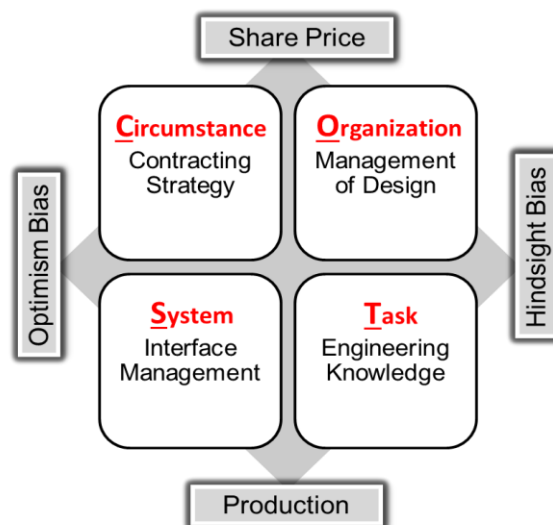 Share Price
Circumstance
Contracting
Strategy
Organization
Management
of Design
Optimism Bias
Hindsight Bias
System
Interface
Management
Task
Engineering
Knowledge
Production